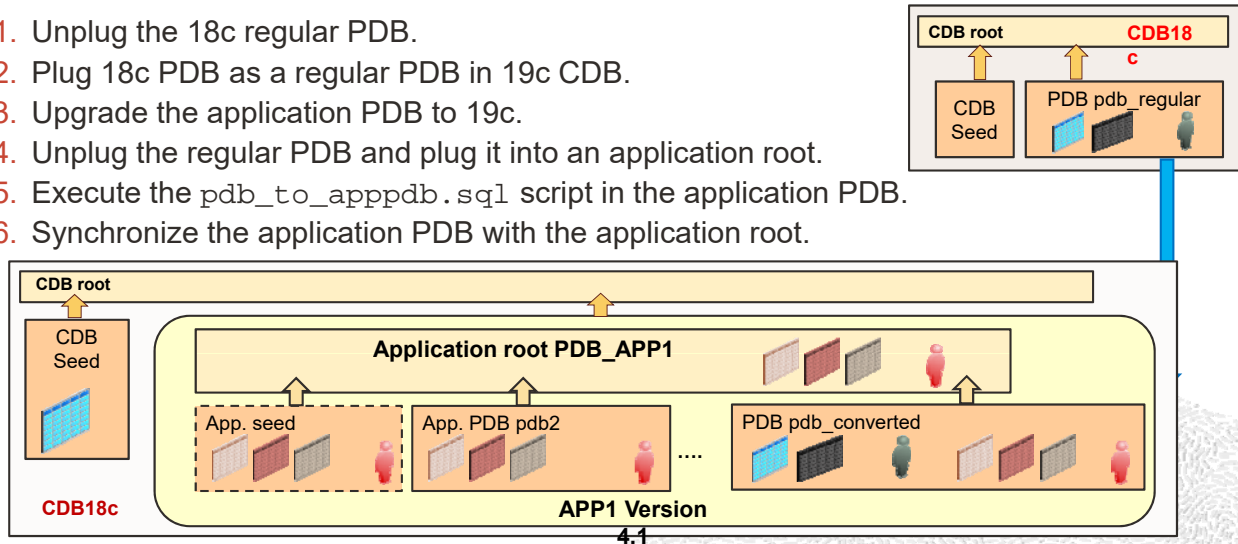 1. Unplug the 18c regular PDB.
2. Plug 18c PDB as a regular PDB in 19c CDB.
3. Upgrade the application PDB to 19c.
4. Unplug the regular PDB and plug it into an application root.
5. Execute the pdb_to_apppdb.sql script in the application PDB.
6. Synchronize the application PDB with the application root.
CDB root
CDB18
c
CDB
Seed
PDB pdb_regular
CDB root
CDB
Seed
CDB18c
Application root PDB_APP1
App. seed
App. PDB pdb2
....
PDB pdb_converted
APP1 Version
4.1